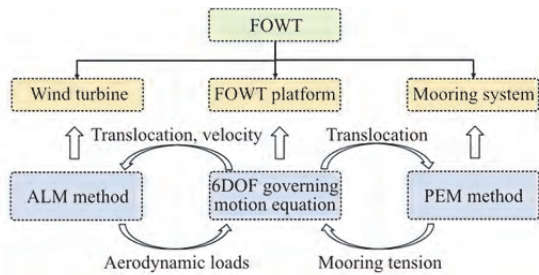 FOWT
Wind turbine
FOWT platform
Mooring system
Translocation, velocity
Translocation
ALM method
6DOF governing
motion equation
PEM method
Aerodynamic loads
Mooring tension